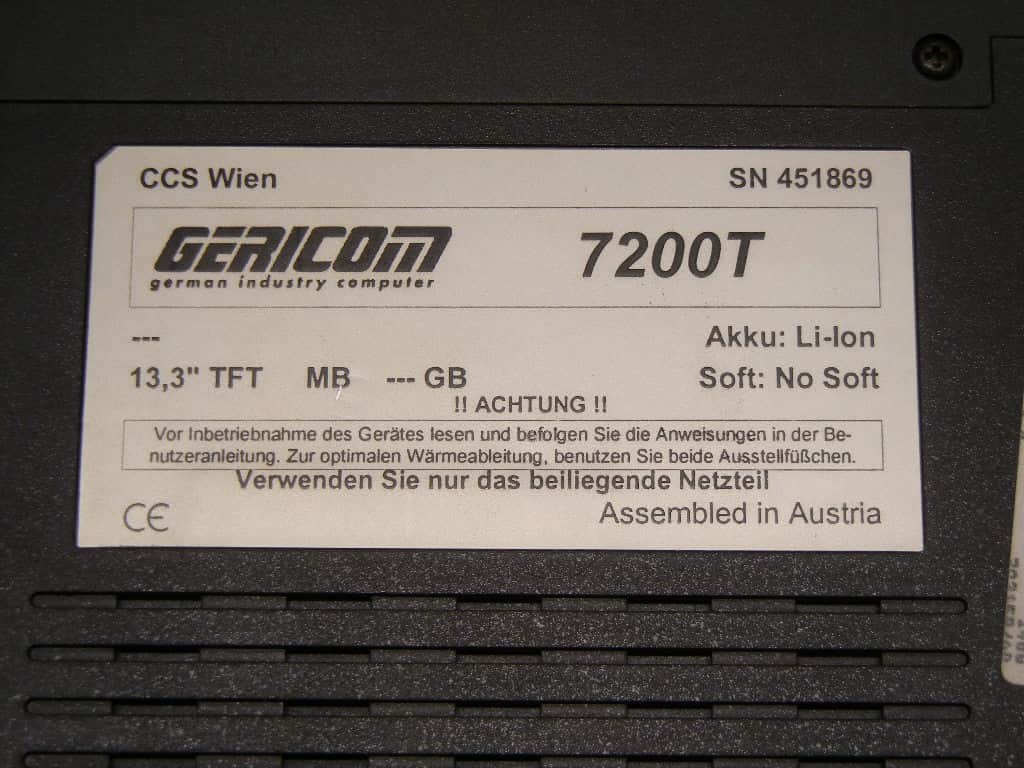 CCS Wien SN 451869
GERICOM 7200T
german industry computer
--- Akku: Li-Ion
13,3" TFT MB --- GB Soft: No Soft
!! ACHTUNG !!
Vor Inbetriebnahme des Gerätes lesen und befolgen Sie die Anweisungen in der Be-
nutzeranleitung. Zur optimalen Wärmeableitung, benutzen Sie beide Ausstellfüßchen.
Verwenden Sie nur das beiliegende Netzteil
CE Assembled in Austria